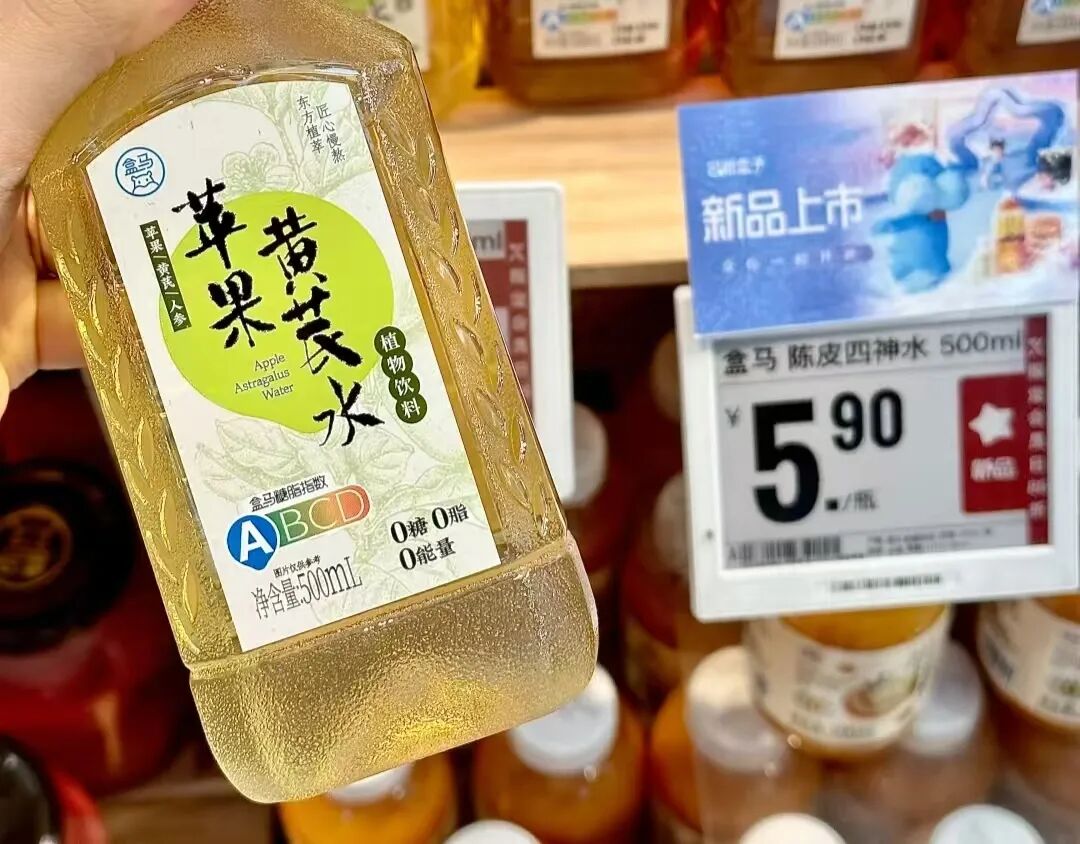 匠心慢熬
东方植萃
盒马
苹果|黄芪|人参
苹果
黄芪水
Apple
Astragalus
Water
植物饮料
盒马糖脂指数
ABCD
0糖 0脂
0能量
图片仅供参考
净含量:500mL
ml
新品上市
盒马 陈皮四神水 500ml
¥ 5.90/瓶
新品